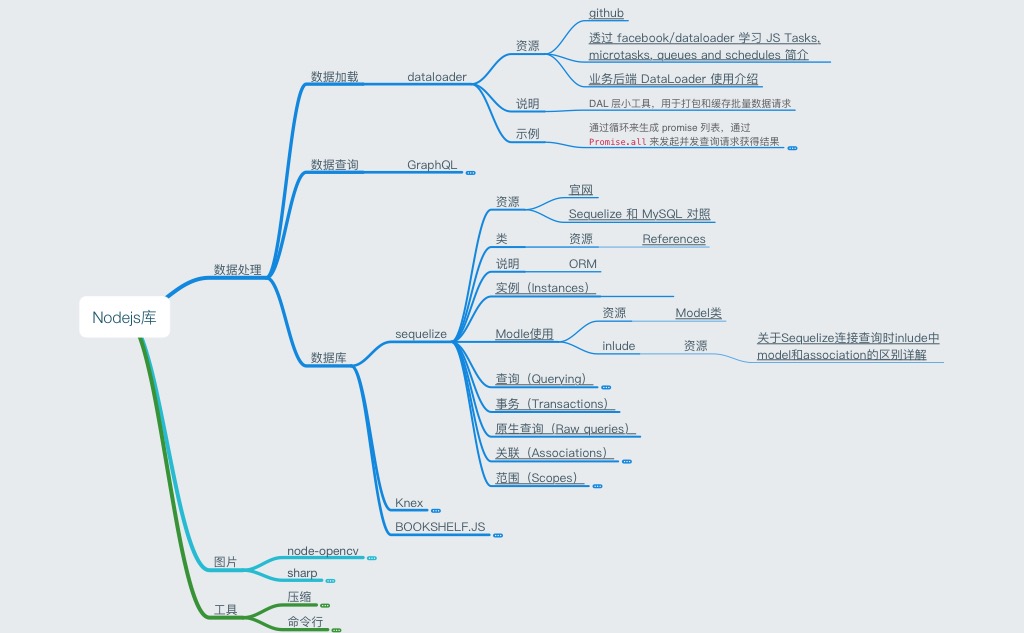 Nodejs库
数据处理
数据加载
dataloader
资源
github
透过 facebook/dataloader 学习 JS Tasks,
microtasks, queues and schedules 简介
业务后端 DataLoader 使用介绍
说明
DAL 层小工具，用于打包和缓存批量数据请求
示例
通过循环来生成 promise 列表，通过
Promise.all 来发起并发查询请求获得结果
数据查询
GraphQL
数据库
sequelize
资源
官网
Sequelize 和 MySQL 对照
类
资源
References
说明
ORM
实例（Instances）
Modle使用
资源
Model类
inlude
资源
关于Sequelize连接查询时inlude中
model和association的区别详解
查询（Querying）
事务（Transactions）
原生查询（Raw queries）
关联（Associations）
范围（Scopes）
Knex
BOOKSHELF.JS
图片
node-opencv
sharp
工具
压缩
命令行